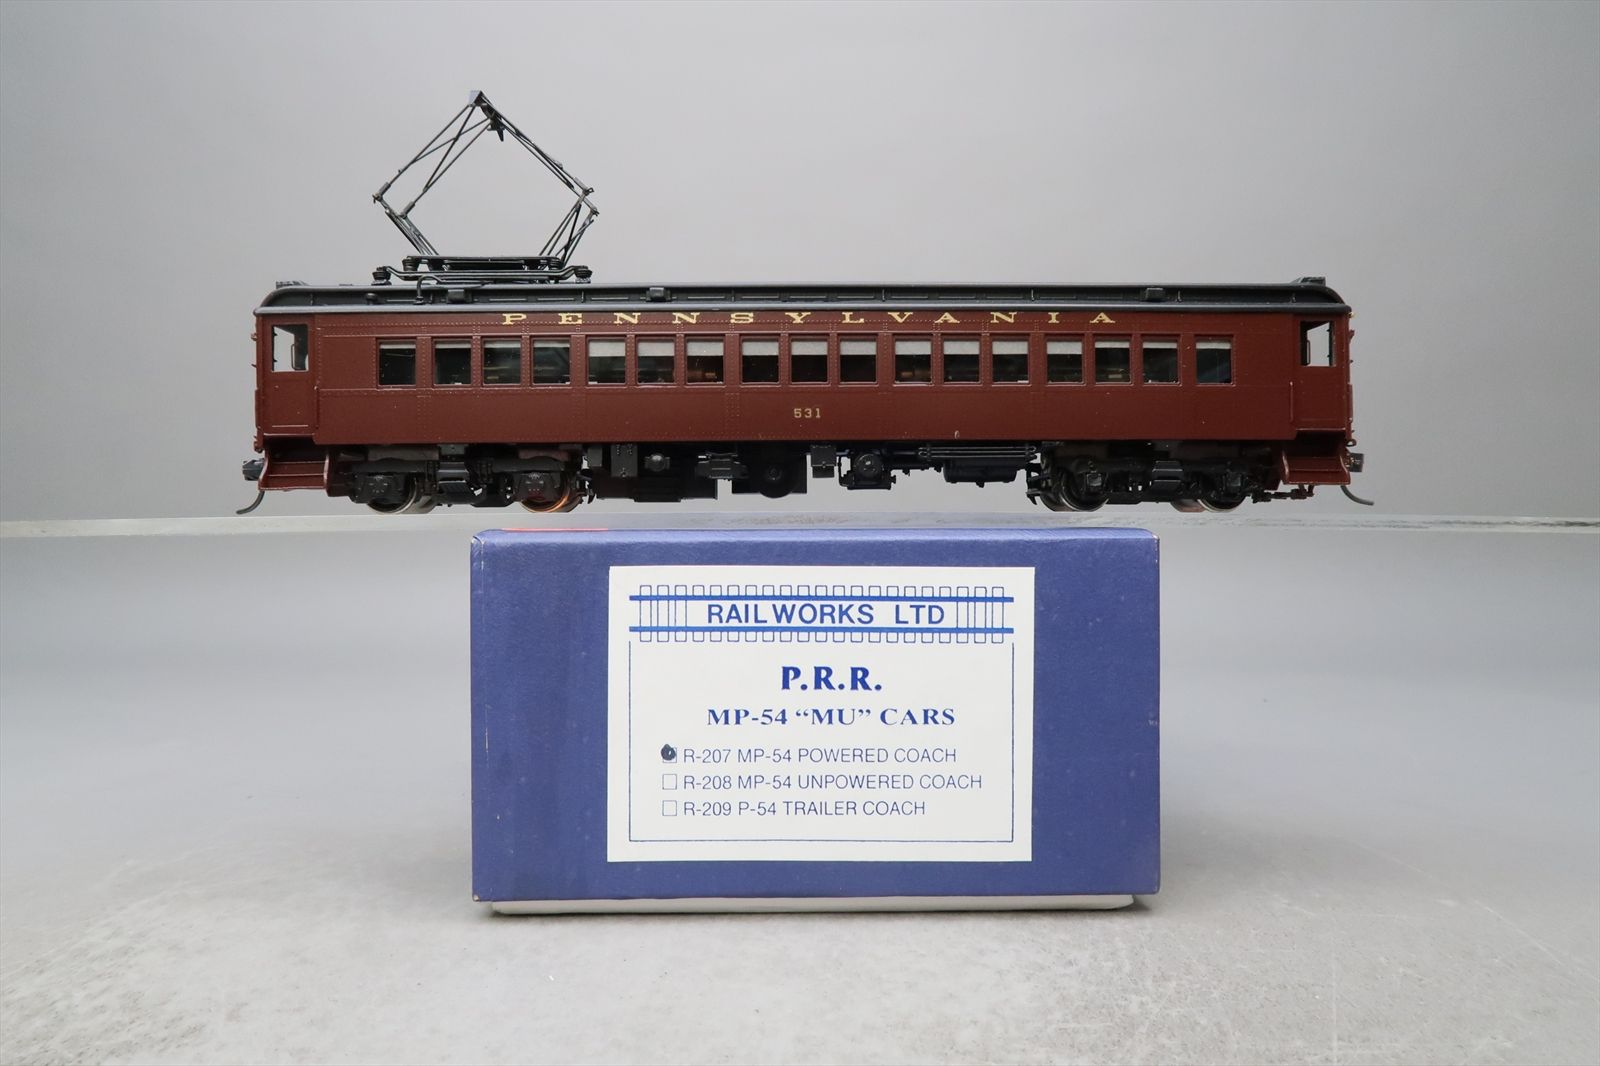 PENNSYLVANIA
531
RAILWORKS LTD
P.R.R.
MP-54 “MU” CARS
R-207 MP-54 POWERED COACH
R-208 MP-54 UNPOWERED COACH
R-209 P-54 TRAILER COACH